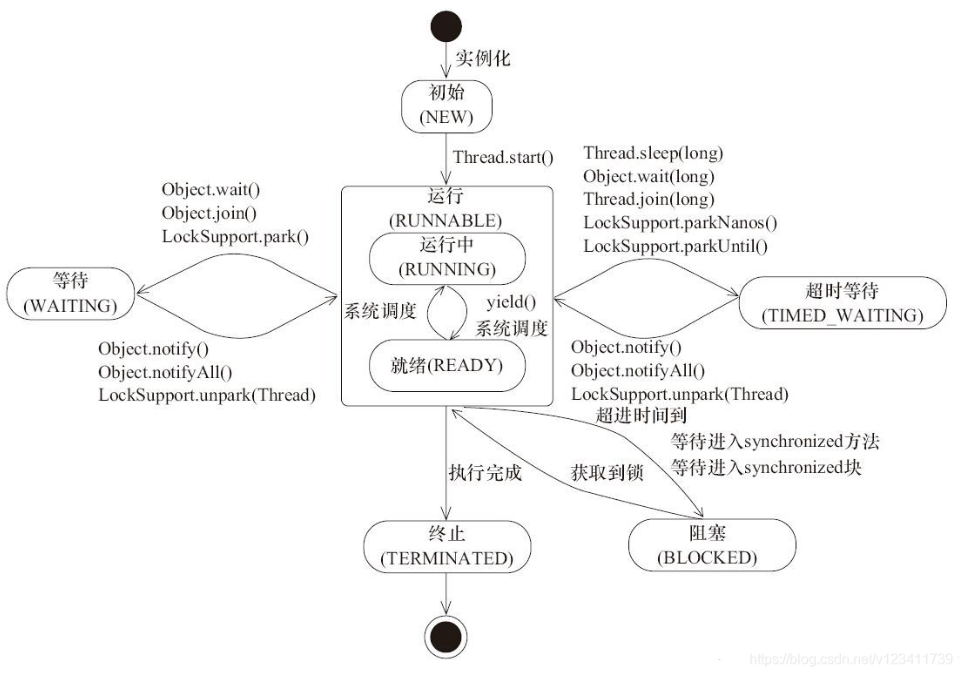 实例化
初始
(NEW)
Thread.start()
Object.wait()
Object.join()
LockSupport.park()
Thread.sleep(long)
Object.wait(long)
Thread.join(long)
LockSupport.parkNanos()
LockSupport.parkUntil()
运行
(RUNNABLE)
运行中
(RUNNING)
等待
(WAITING)
超时等待
(TIMED_WAITING)
系统调度
yield()
系统调度
就绪(READY)
Object.notify()
Object.notifyAll()
LockSupport.unpark(Thread)
Object.notify()
Object.notifyAll()
LockSupport.unpark(Thread)
超进时间到
等待进入synchronized方法
等待进入synchronized块
执行完成
获取到锁
终止
(TERMINATED)
阻塞
(BLOCKED)
https://blog.csdn.net/v123411739